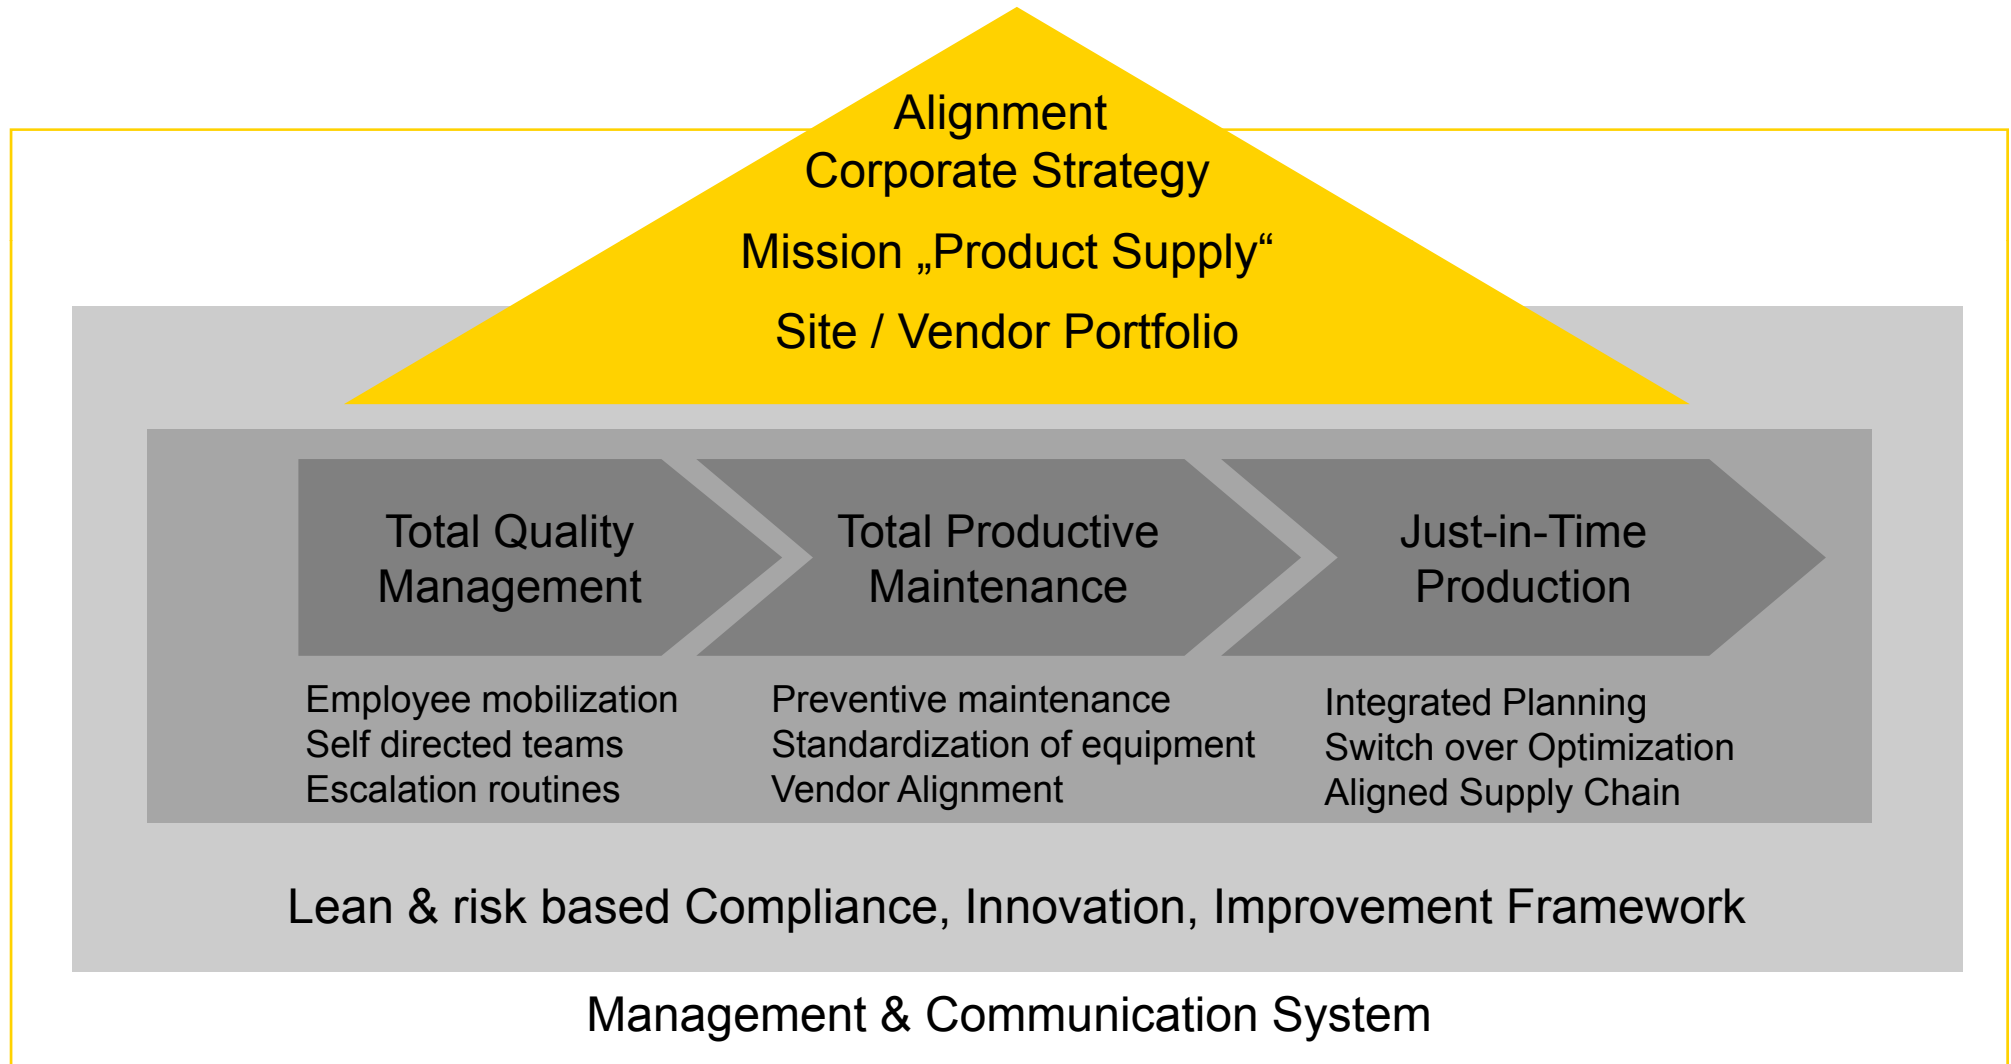 Alignment
Corporate Strategy
Mission „Product Supply“
Site / Vendor Portfolio
Total Quality
Management
Total Productive
Maintenance
Just-in-Time
Production
Employee mobilization
Self directed teams
Escalation routines
Preventive maintenance
Standardization of equipment
Vendor Alignment
Integrated Planning
Switch over Optimization
Aligned Supply Chain
Lean & risk based Compliance, Innovation, Improvement Framework
Management & Communication System